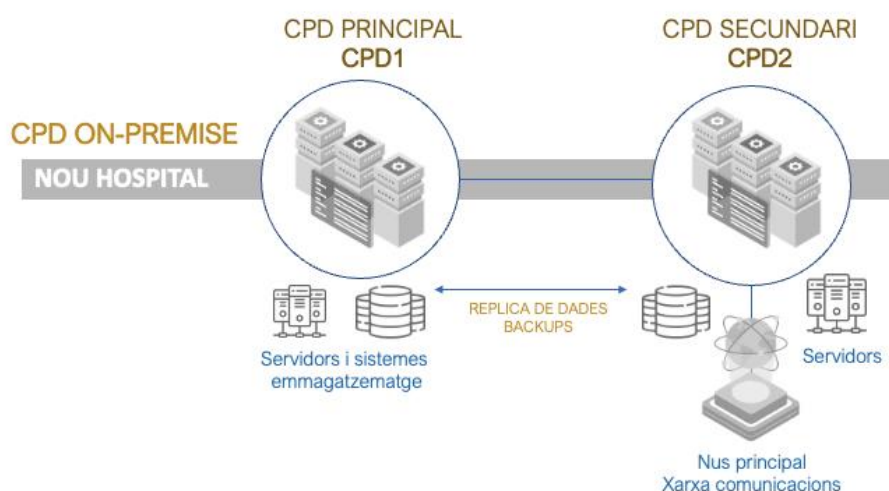 CPD PRINCIPAL
CPD1
CPD SECUNDARI
CPD2
CPD ON-PREMISE
NOU HOSPITAL
REPLICA DE DADES
BACKUPS
Servidors i sistemes
emmagatzematge
Servidors
Nus principal
Xarxa comunicacions